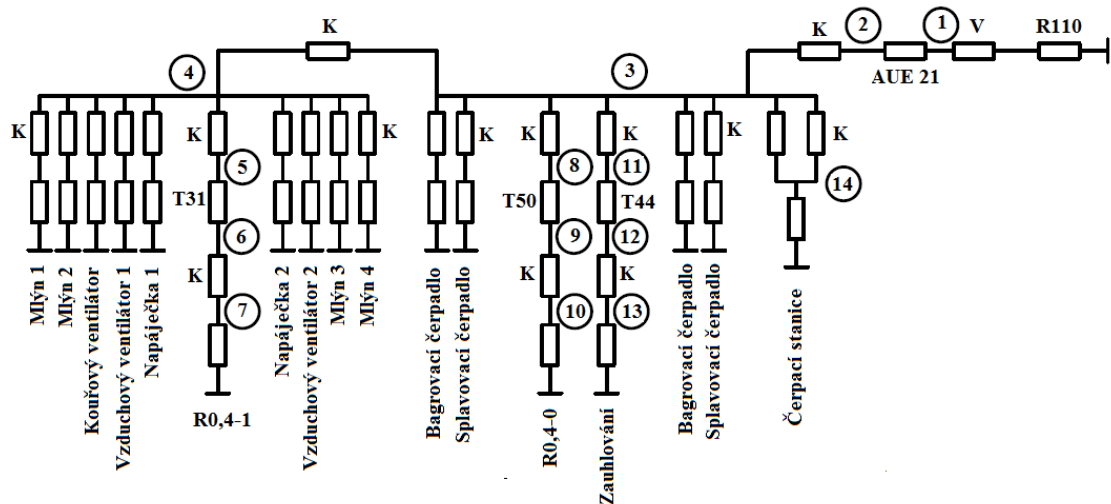 K
K
2
1
V
R110
AUE 21
4
3
K
K
K
K
K
K
K
K
5
8
11
14
T31
T50
T44
6
9
12
K
K
K
7
10
13
Mlýn 1
Mlýn 2
Kouřový ventilátor
Vzduchový ventilátor 1
Napáječka 1
R0,4-1
Napáječka 2
Vzduchový ventilátor 2
Mlýn 3
Mlýn 4
Bagrovací čerpadlo
Splavovací čerpadlo
R0,4-0
Zauhlování
Bagrovací čerpadlo
Splavovací čerpadlo
Čerpací stanice